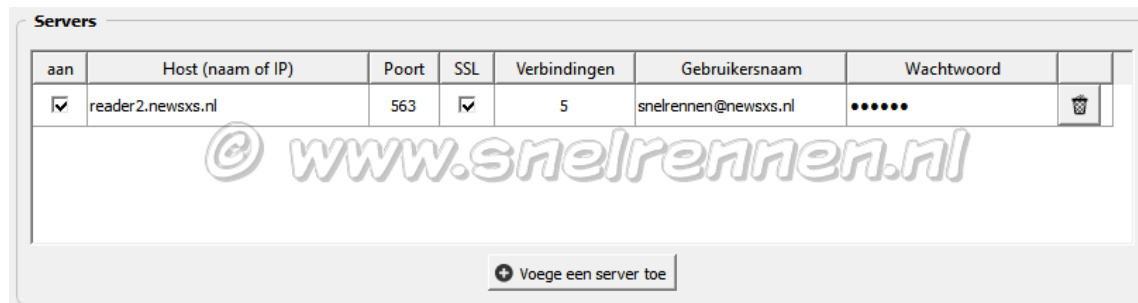 Servers
aan Host (naam of IP) Poort SSL Verbindingen Gebruikersnaam Wachtwoord
reader2.newsxs.nl 563 5 snelrennen@newsxs.nl ●●●●●●
© www.snelrennen.nl
Voege een server toe